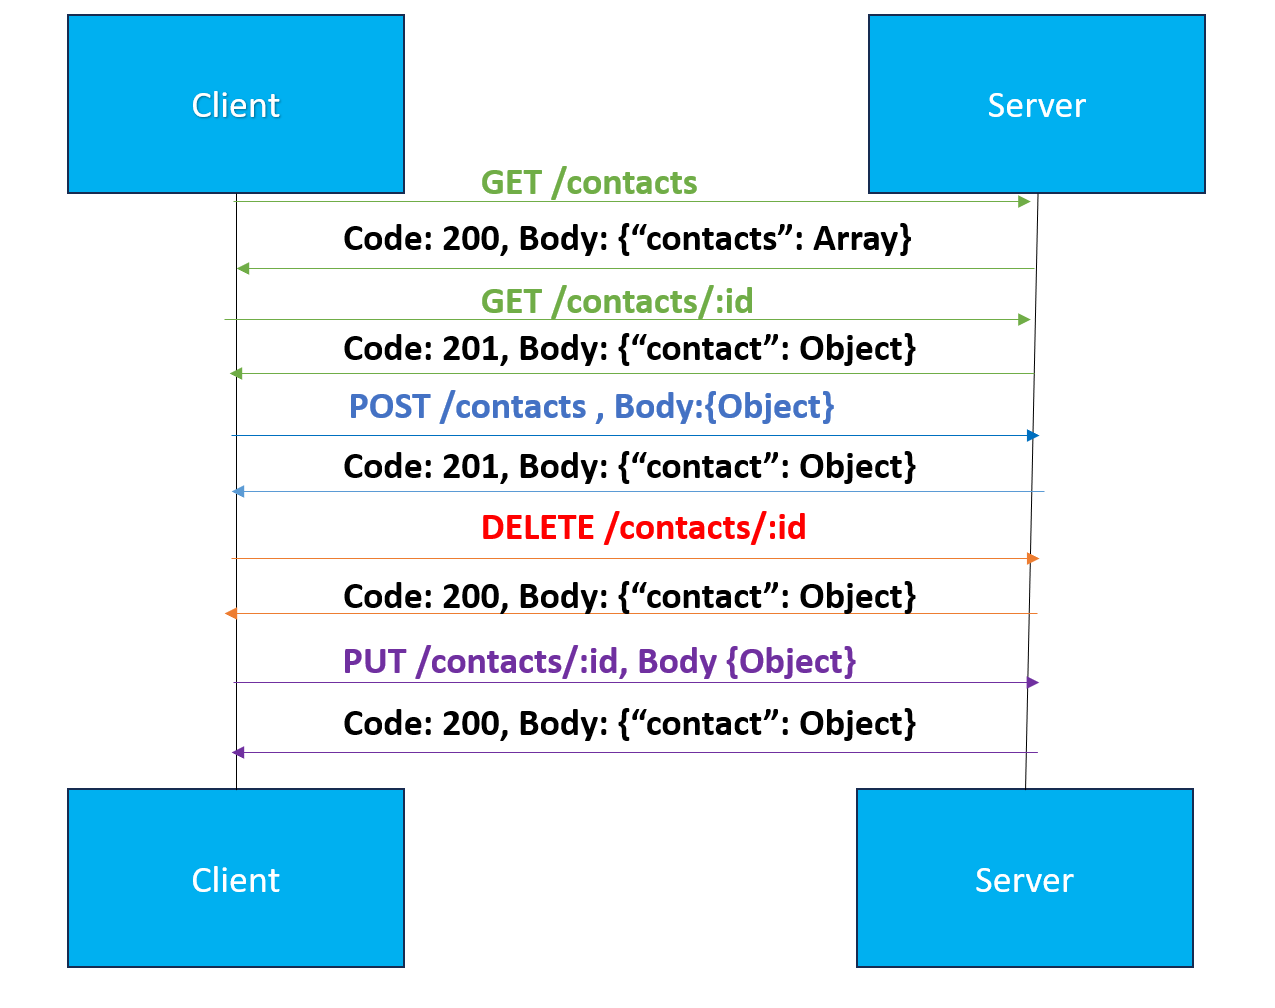 Client
Server
GET /contacts
Code: 200, Body: {“contacts”: Array}
GET /contacts/:id
Code: 201, Body: {“contact”: Object}
POST /contacts , Body:{Object}
Code: 201, Body: {“contact”: Object}
DELETE /contacts/:id
Code: 200, Body: {“contact”: Object}
PUT /contacts/:id, Body {Object}
Code: 200, Body: {“contact”: Object}
Client
Server